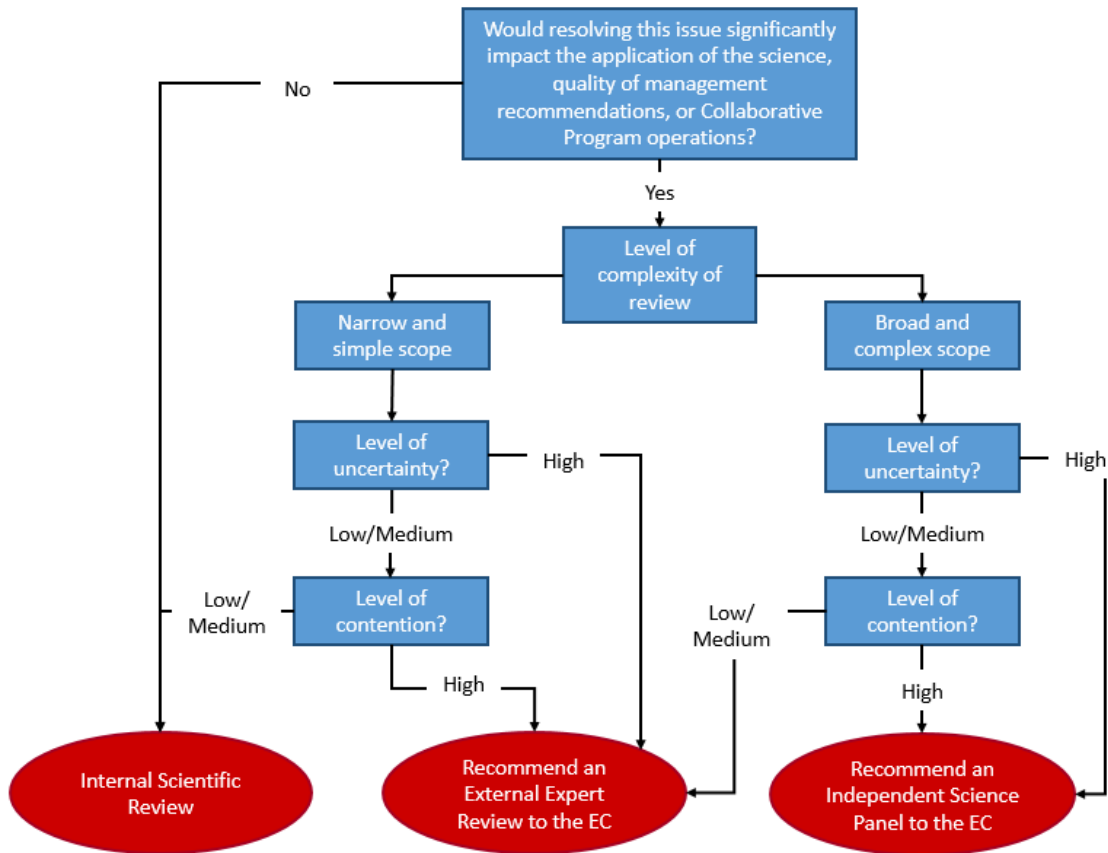 Would resolving this issue significantly
impact the application of the science,
quality of management
recommendations, or Collaborative
Program operations?
No
Yes
Level of
complexity of
review
Narrow and
simple scope
Broad and
complex scope
Level of
uncertainty?
High
Level of
uncertainty?
High
Low/Medium
Low/Medium
Low/
Medium
Level of
contention?
Low/
Medium
Level of
contention?
High
High
Internal Scientific
Review
Recommend an
External Expert
Review to the EC
Recommend an
Independent Science
Panel to the EC